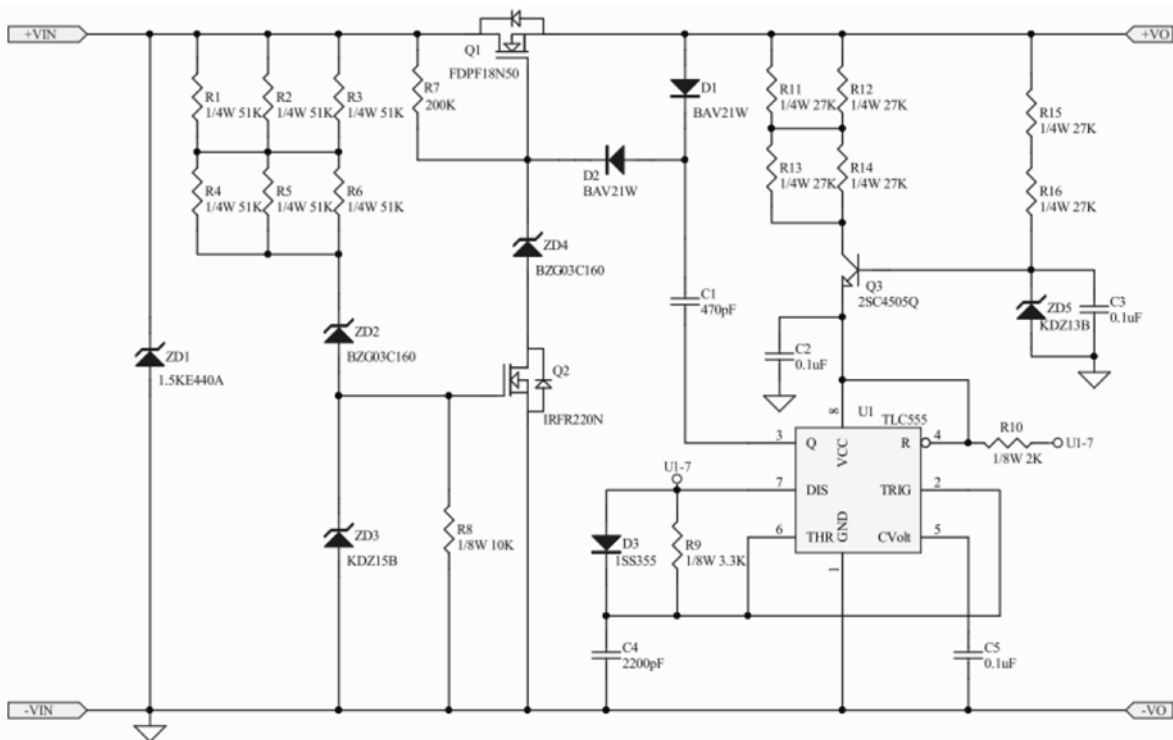 +VIN
+VO
Q1
FDPF18N50
R1
1/4W 51K
R2
1/4W 51K
R3
1/4W 51K
R7
200K
D1
BAV21W
R11
1/4W 27K
R12
1/4W 27K
R15
1/4W 27K
R4
1/4W 51K
R5
1/4W 51K
R6
1/4W 51K
D2
BAV21W
R13
1/4W 27K
R14
1/4W 27K
R16
1/4W 27K
ZD4
BZG03C160
Q3
2SC4505Q
C1
470pF
ZD5
KDZ13B
C3
0.1uF
ZD2
BZG03C160
ZD1
1.5KE440A
C2
0.1uF
Q2
IRFR220N
8
U1
TLC555
3
Q
VCC
R
4
R10
1/8W 2K
U1-7
U1-7
7
DIS
TRIG
2
6
THR
GND
CVolt
5
1
ZD3
KDZ15B
R8
1/8W 10K
D3
1SS355
R9
1/8W 3.3K
C4
2200pF
C5
0.1uF
-VIN
-VO